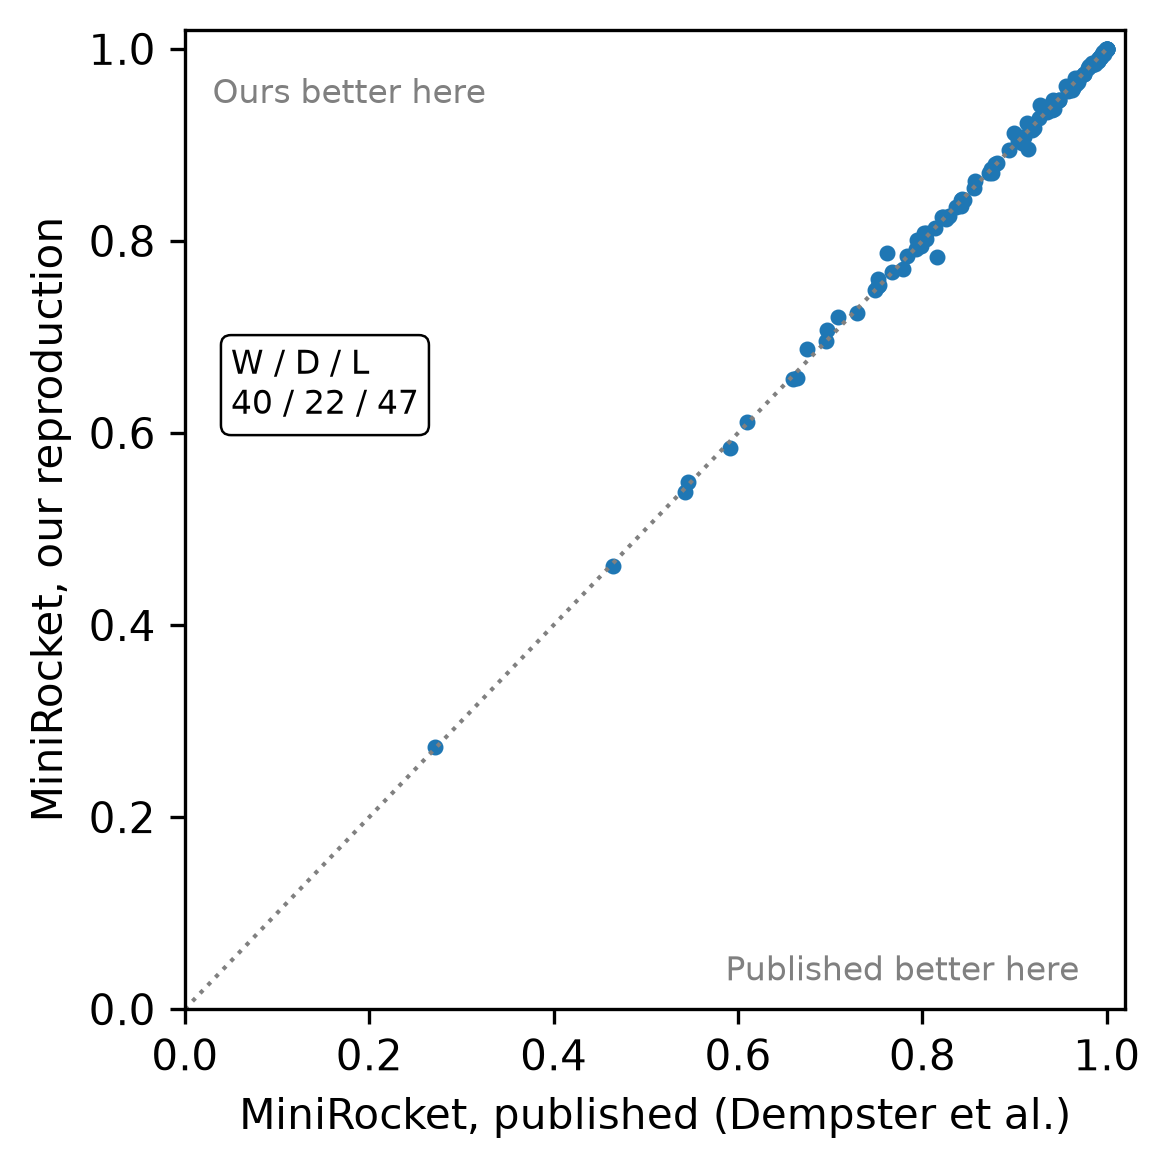 Ours better here
W / D / L
40 / 22 / 47
Published better here
1.0
0.8
0.6
0.4
0.2
0.0
MiniRocket, our reproduction
0.0 0.2 0.4 0.6 0.8 1.0
MiniRocket, published (Dempster et al.)